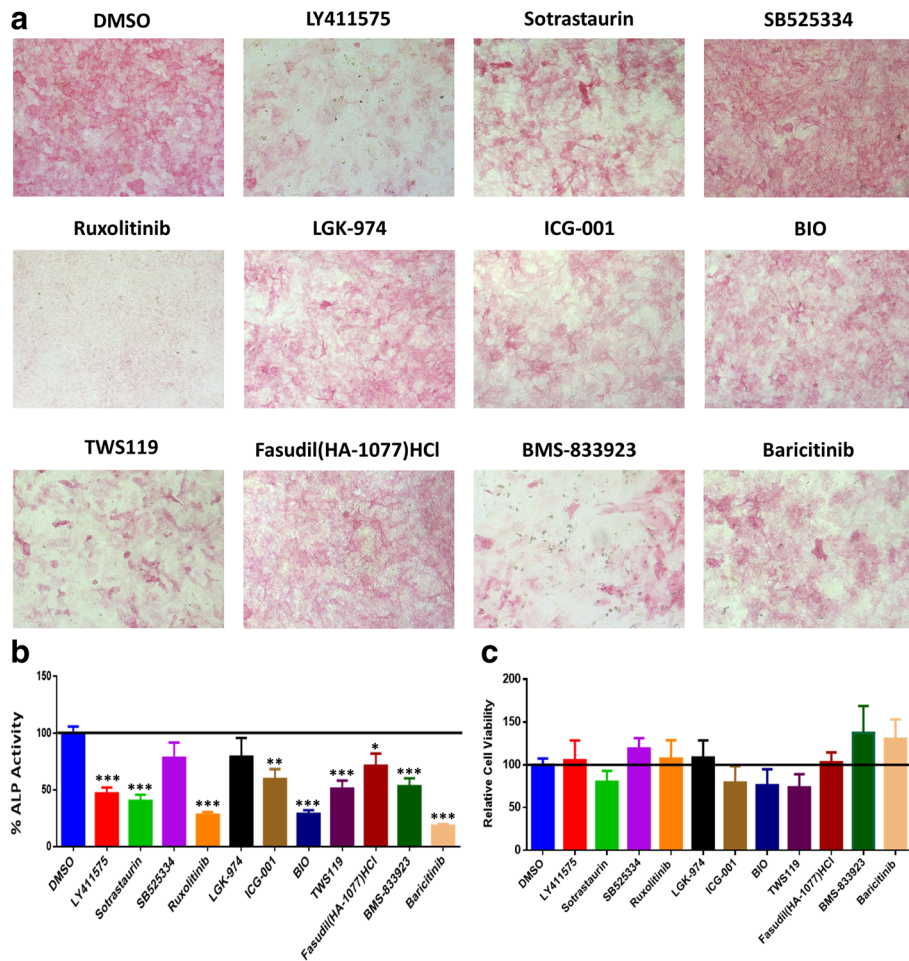 a
DMSO LY411575 Sotrastaurin SB525334
Ruxolitinib LGK-974 ICG-001 BIO
TWS119 Fasudil(HA-1077)HCl BMS-833923 Baricitinib
b
% ALP Activity
150
100
50
0
*** *** *** ** *** *** * *** ***
DMSO LY411575 Sotrastaurin SB525334 Ruxolitinib LGK-974 ICG-001 BIO TWS119 Fasudil(HA-1077)HCl BMS-833923 Baricitinib
c
Relative Cell Viability
200
150
100
50
0
DMSO LY411575 Sotrastaurin SB525334 Ruxolitinib LGK-974 ICG-001 BIO TWS119 Fasudil(HA-1077)HCl BMS-833923 Baricitinib